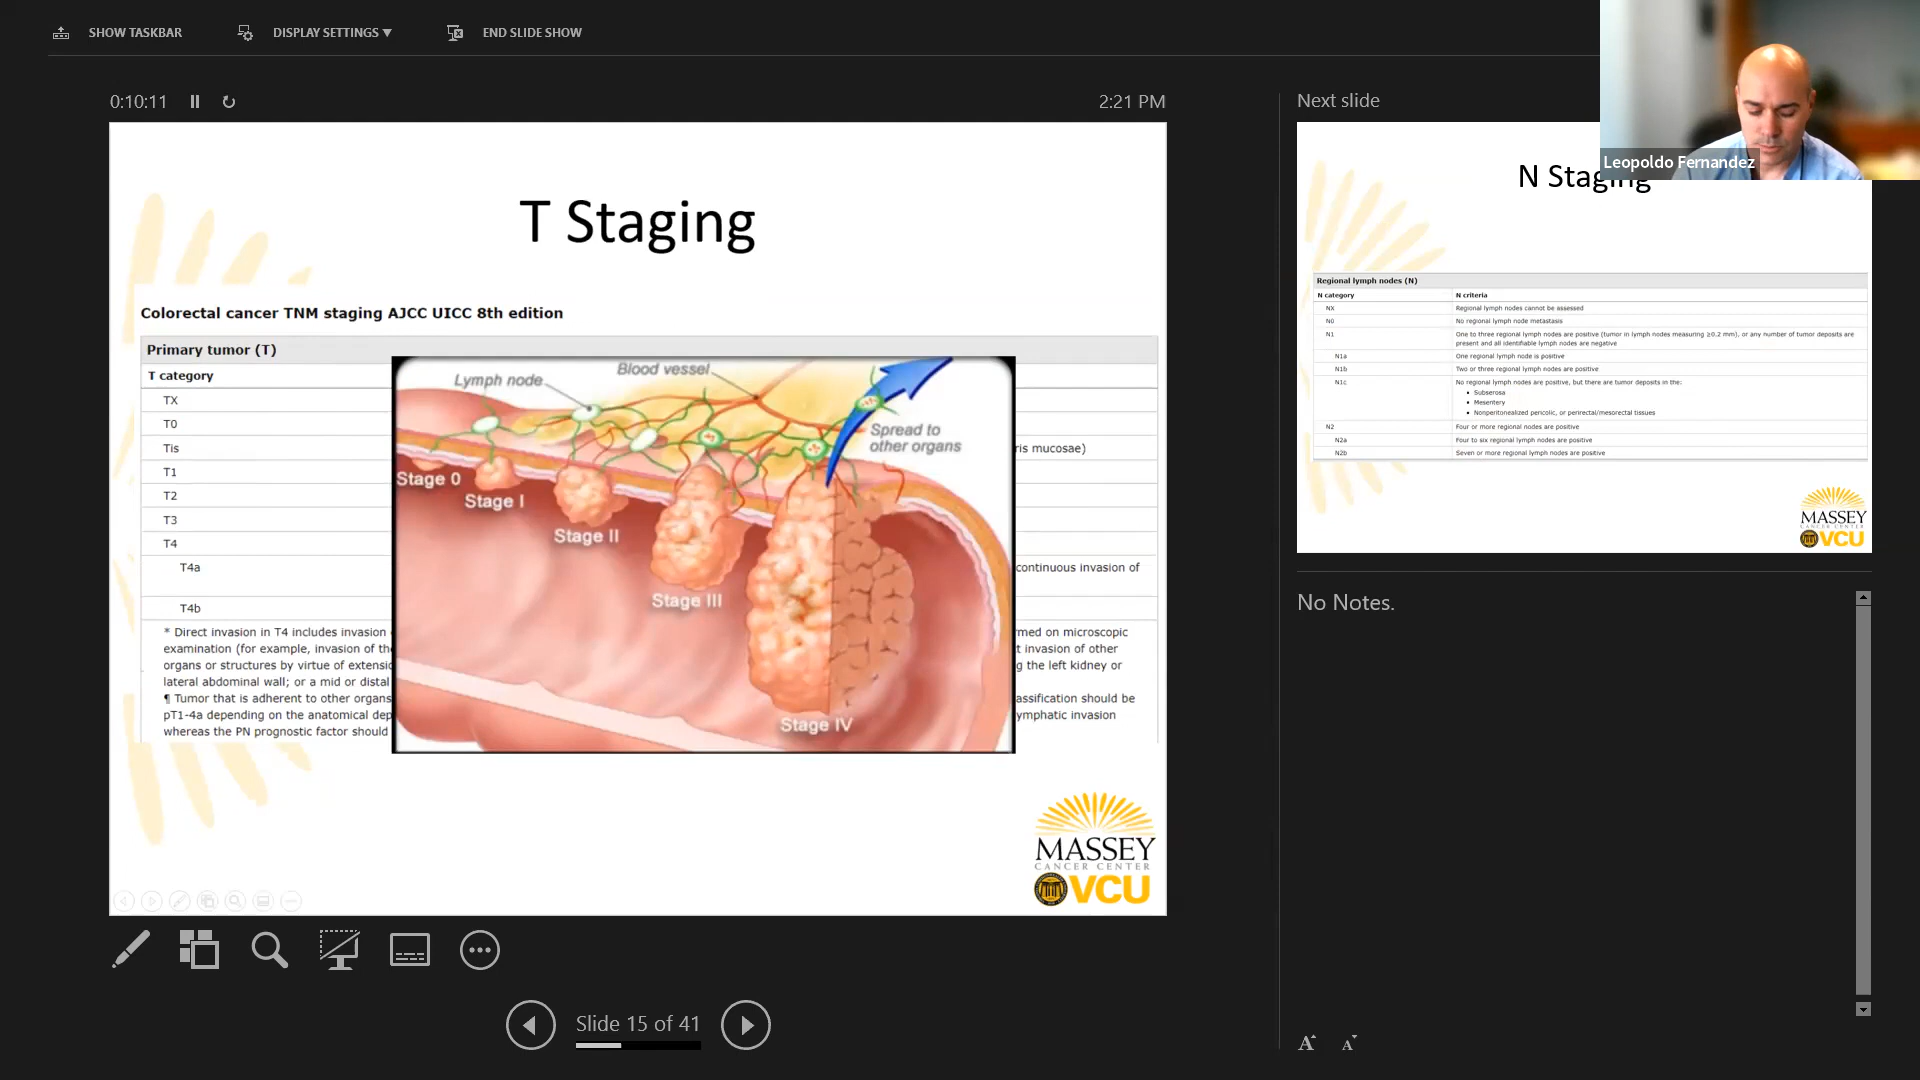 SHOW TASKBAR
DISPLAY SETTINGS ▼
END SLIDE SHOW
0:10:11
2:21 PM
T Staging
Colorectal cancer TNM staging AJCC UICC 8th edition
Primary tumor (T)
T category
TX
T0
Tis
ris mucosae)
T1
T2
T3
T4
T4a
continuous invasion of
T4b
* Direct invasion in T4 includes invasion
rmed on microscopic
examination (for example, invasion of the
t invasion of other
organs or structures by virtue of extensio
g the left kidney or
lateral abdominal wall; or a mid or distal
¶ Tumor that is adherent to other organs
assification should be
pT1-4a depending on the anatomical dep
ymphatic invasion
whereas the PN prognostic factor should
Lymph node
Blood vessel
Spread to
other organs
Stage 0
Stage I
Stage II
Stage III
Stage IV
MASSEY
CANCER CENTER
VCU
Slide 15 of 41
Next slide
Leopoldo Fernandez
N Staging
Regional lymph nodes (N)
N category N criteria
NX Regional lymph nodes cannot be assessed
N0 No regional lymph node metastasis
N1 One to three regional lymph nodes are positive (tumor in lymph nodes measuring ≥0.2 mm), or any number of tumor deposits are
present and all identifiable lymph nodes are negative
N1a One regional lymph node is positive
N1b Two or three regional lymph nodes are positive
N1c No regional lymph nodes are positive, but there are tumor deposits in the:
• Subserosa
• Mesentery
• Nonperitonealized pericolic, or perirectal/mesorectal tissues
N2 Four or more regional nodes are positive
N2a Four to six regional lymph nodes are positive
N2b Seven or more regional lymph nodes are positive
MASSEY
CANCER CENTER
VCU
No Notes.
A A